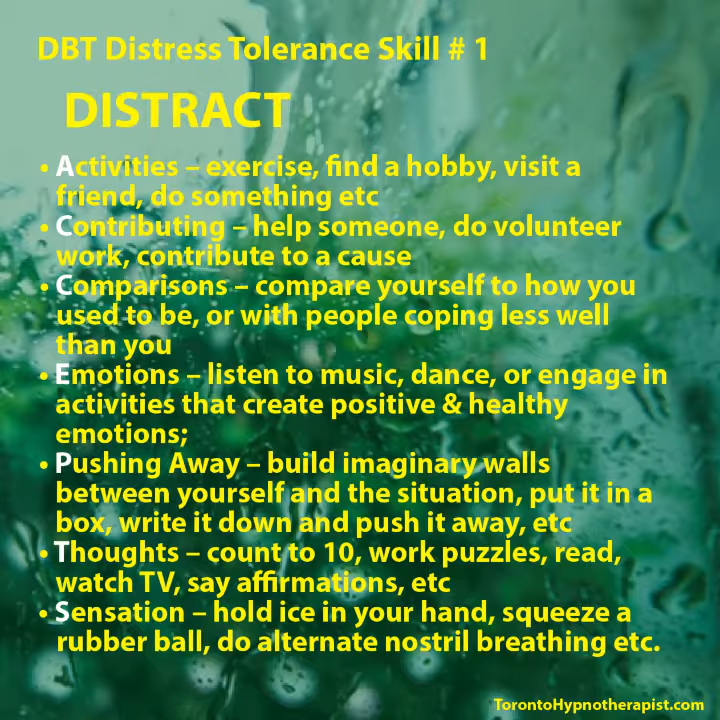 DBT Distress Tolerance Skill # 1
DISTRACT
• Activities – exercise, find a hobby, visit a
friend, do something etc
• Contributing – help someone, do volunteer
work, contribute to a cause
• Comparisons – compare yourself to how you
used to be, or with people coping less well
than you
• Emotions – listen to music, dance, or engage in
activities that create positive & healthy
emotions;
• Pushing Away – build imaginary walls
between yourself and the situation, put it in a
box, write it down and push it away, etc
• Thoughts – count to 10, work puzzles, read,
watch TV, say affirmations, etc
• Sensation – hold ice in your hand, squeeze a
rubber ball, do alternate nostril breathing etc.
TorontoHypnotherapist.com